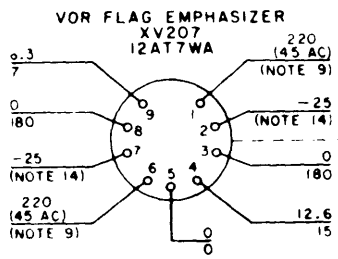 VOR FLAG EMPHASIZER
XV207
12AT7WA
0.3
7
220
(45 AC)
(NOTE 9)
9
1
0
180
-25
(NOTE 14)
8
2
-25
(NOTE 14)
7
3
0
180
220
(45 AC)
(NOTE 9)
6
5
4
12.6
15
0
0